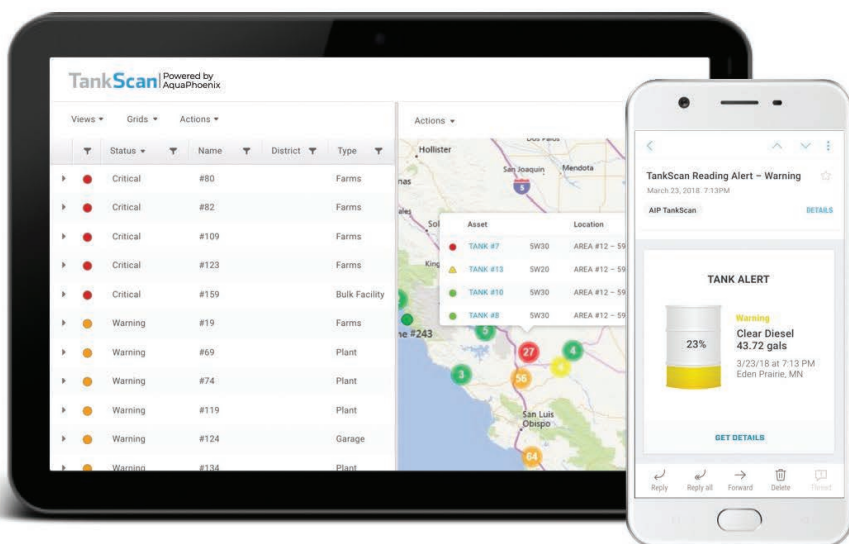 TankScan | Powered by
AquaPhoenix
Views Grids Actions
Status Name District Type
Critical #80 Farms
Critical #82 Farms
Critical #109 Farms
Critical #123 Farms
Critical #159 Bulk Facility
Warning #19 Farms
Warning #69 Plant
Warning #74 Plant
Warning #119 Plant
Warning #124 Garage
Warning #134 Plant
Actions
Hollister
San Joaquin
Mendota
5
Asset Location
TANK #7 5W30 AREA #12 – 59
TANK #13 5W20 AREA #12 – 59
TANK #10 5W30 AREA #12 – 59
TANK #8 5W30 AREA #12 – 59
#243
5
27
4
56
3
San Luis
Obispo
64
TankScan Reading Alert – Warning
March 23, 2018 7:13PM
AIP TankScan DETAILS
TANK ALERT
23%
Warning
Clear Diesel
43.72 gals
3/23/18 at 7:13 PM
Eden Prairie, MN
GET DETAILS
Reply Reply all Forward Delete